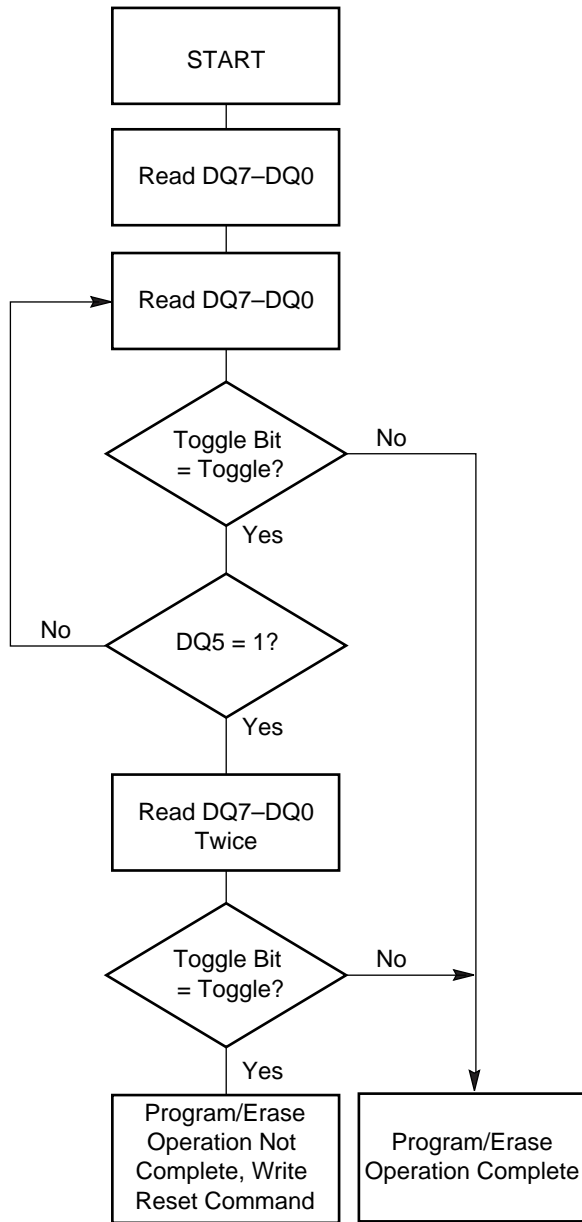 START
Read DQ7–DQ0
Read DQ7–DQ0
Toggle Bit
= Toggle?
No
Yes
No
DQ5 = 1?
Yes
Read DQ7–DQ0
Twice
Toggle Bit
= Toggle?
No
Yes
Program/Erase
Operation Not
Complete, Write
Reset Command
Program/Erase
Operation Complete